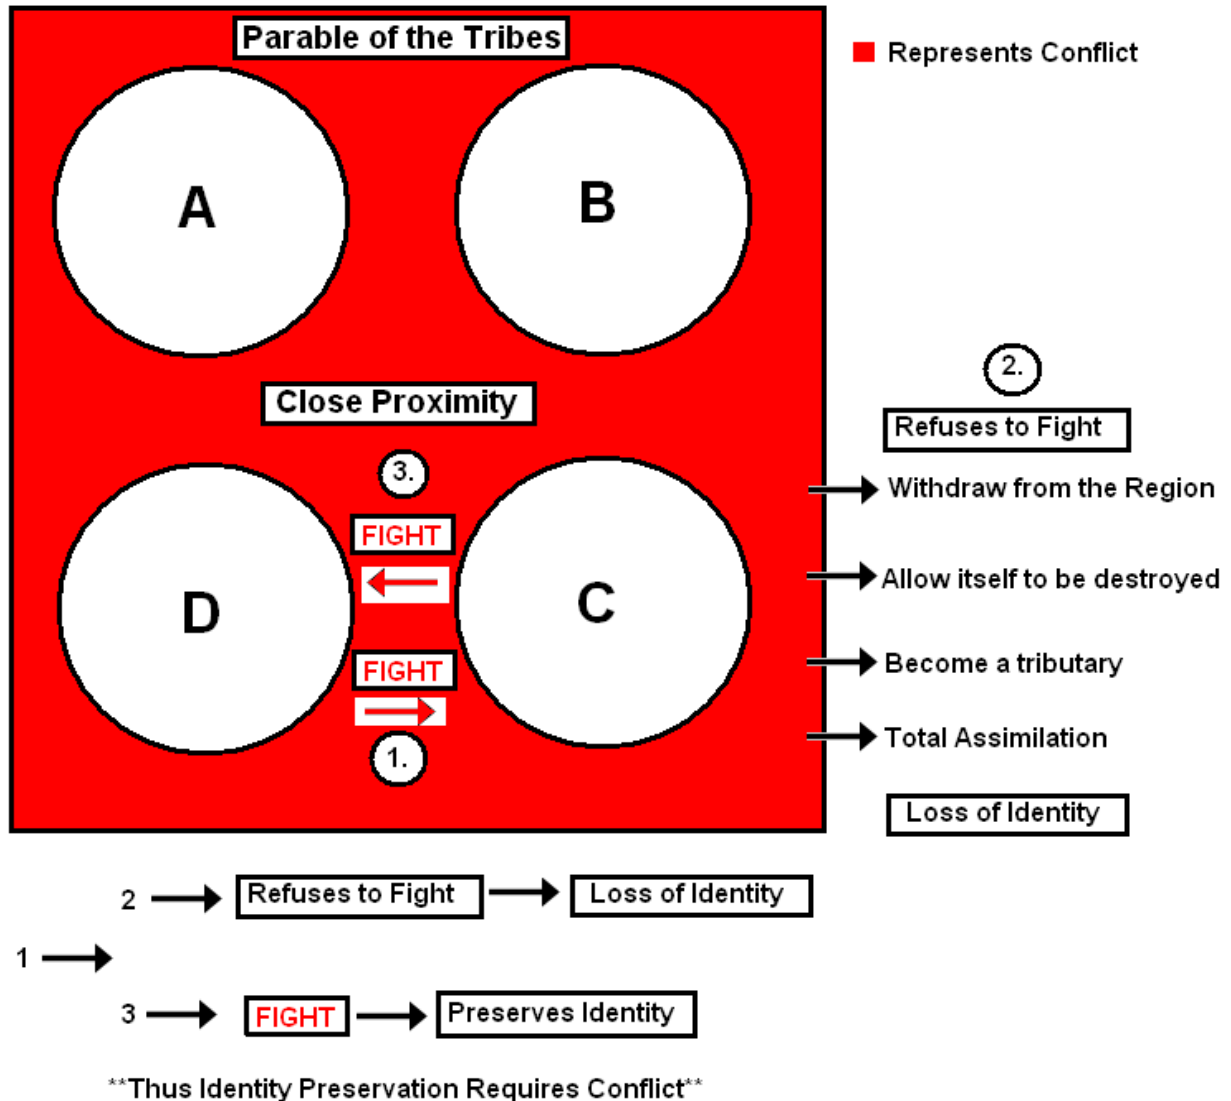 Parable of the Tribes
Represents Conflict
A
B
Close Proximity
2.
Refuses to Fight
3.
Withdraw from the Region
FIGHT
Allow itself to be destroyed
D
C
FIGHT
Become a tributary
Total Assimilation
1.
Loss of Identity
2 Refuses to Fight Loss of Identity
1
3 FIGHT Preserves Identity
**Thus Identity Preservation Requires Conflict**